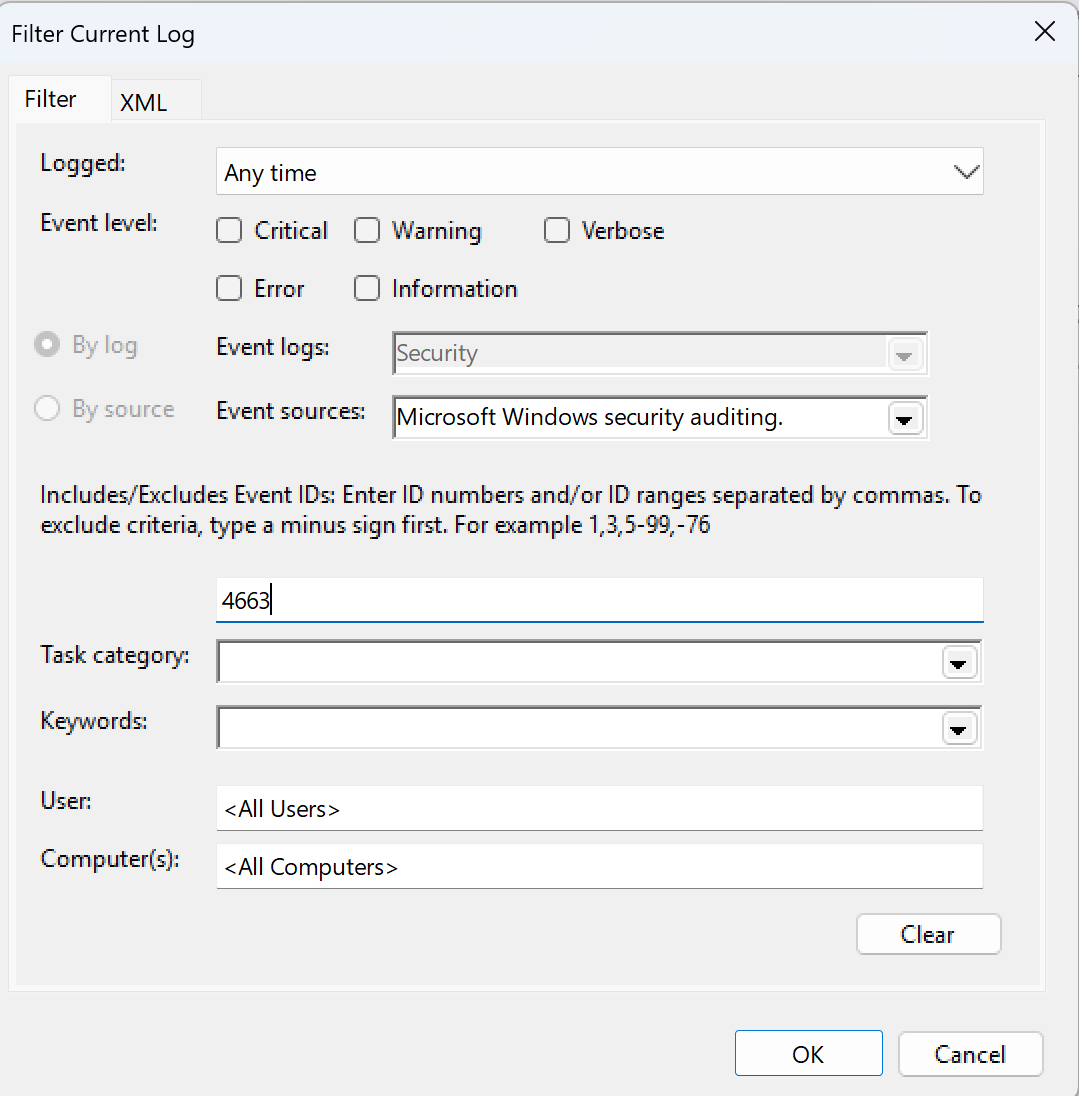 Filter Current Log
Filter XML
Logged: Any time
Event level: Critical Warning Verbose
Error Information
By log Event logs: Security
By source Event sources: Microsoft Windows security auditing.
Includes/Excludes Event IDs: Enter ID numbers and/or ID ranges separated by commas. To
exclude criteria, type a minus sign first. For example 1,3,5-99,-76
4663
Task category:
Keywords:
User: <All Users>
Computer(s): <All Computers>
Clear
OK Cancel